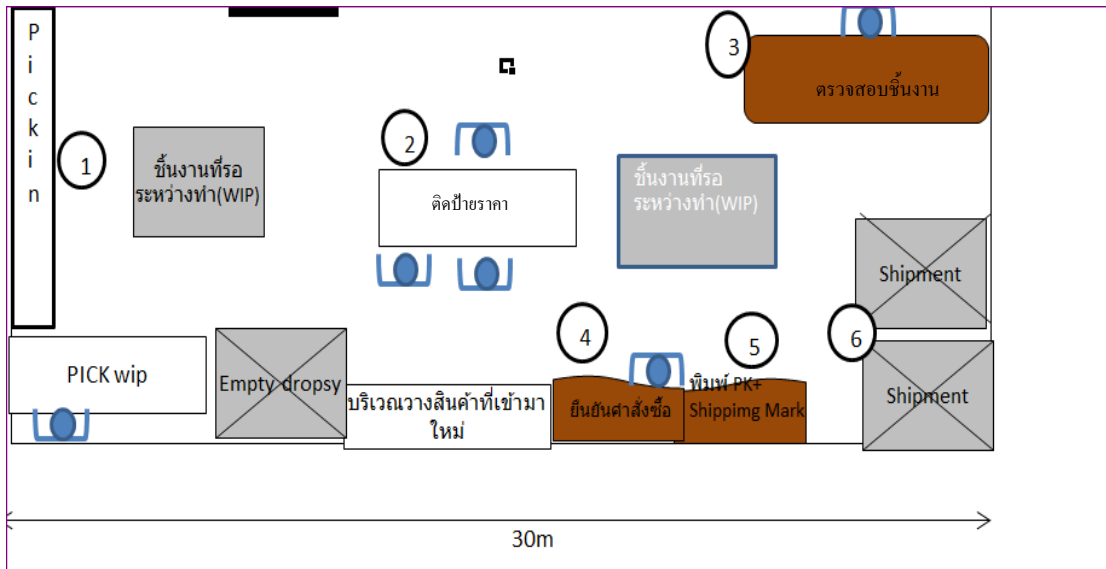 Pickin
1
ชิ้นงานที่รอ
ระหว่างทำ(WIP)
2
ติดป้ายราคา
ชิ้นงานที่รอ
ระหว่างทำ(WIP)
3
ตรวจสอบชิ้นงาน
Shipment
PICK wip
Empty dropsy
บริเวณวางสินค้าที่เข้ามา
ใหม่
4
ยืนยันคำสั่งซื้อ
5
พิมพ์ PK+
Shippimg Mark
6
Shipment
30m